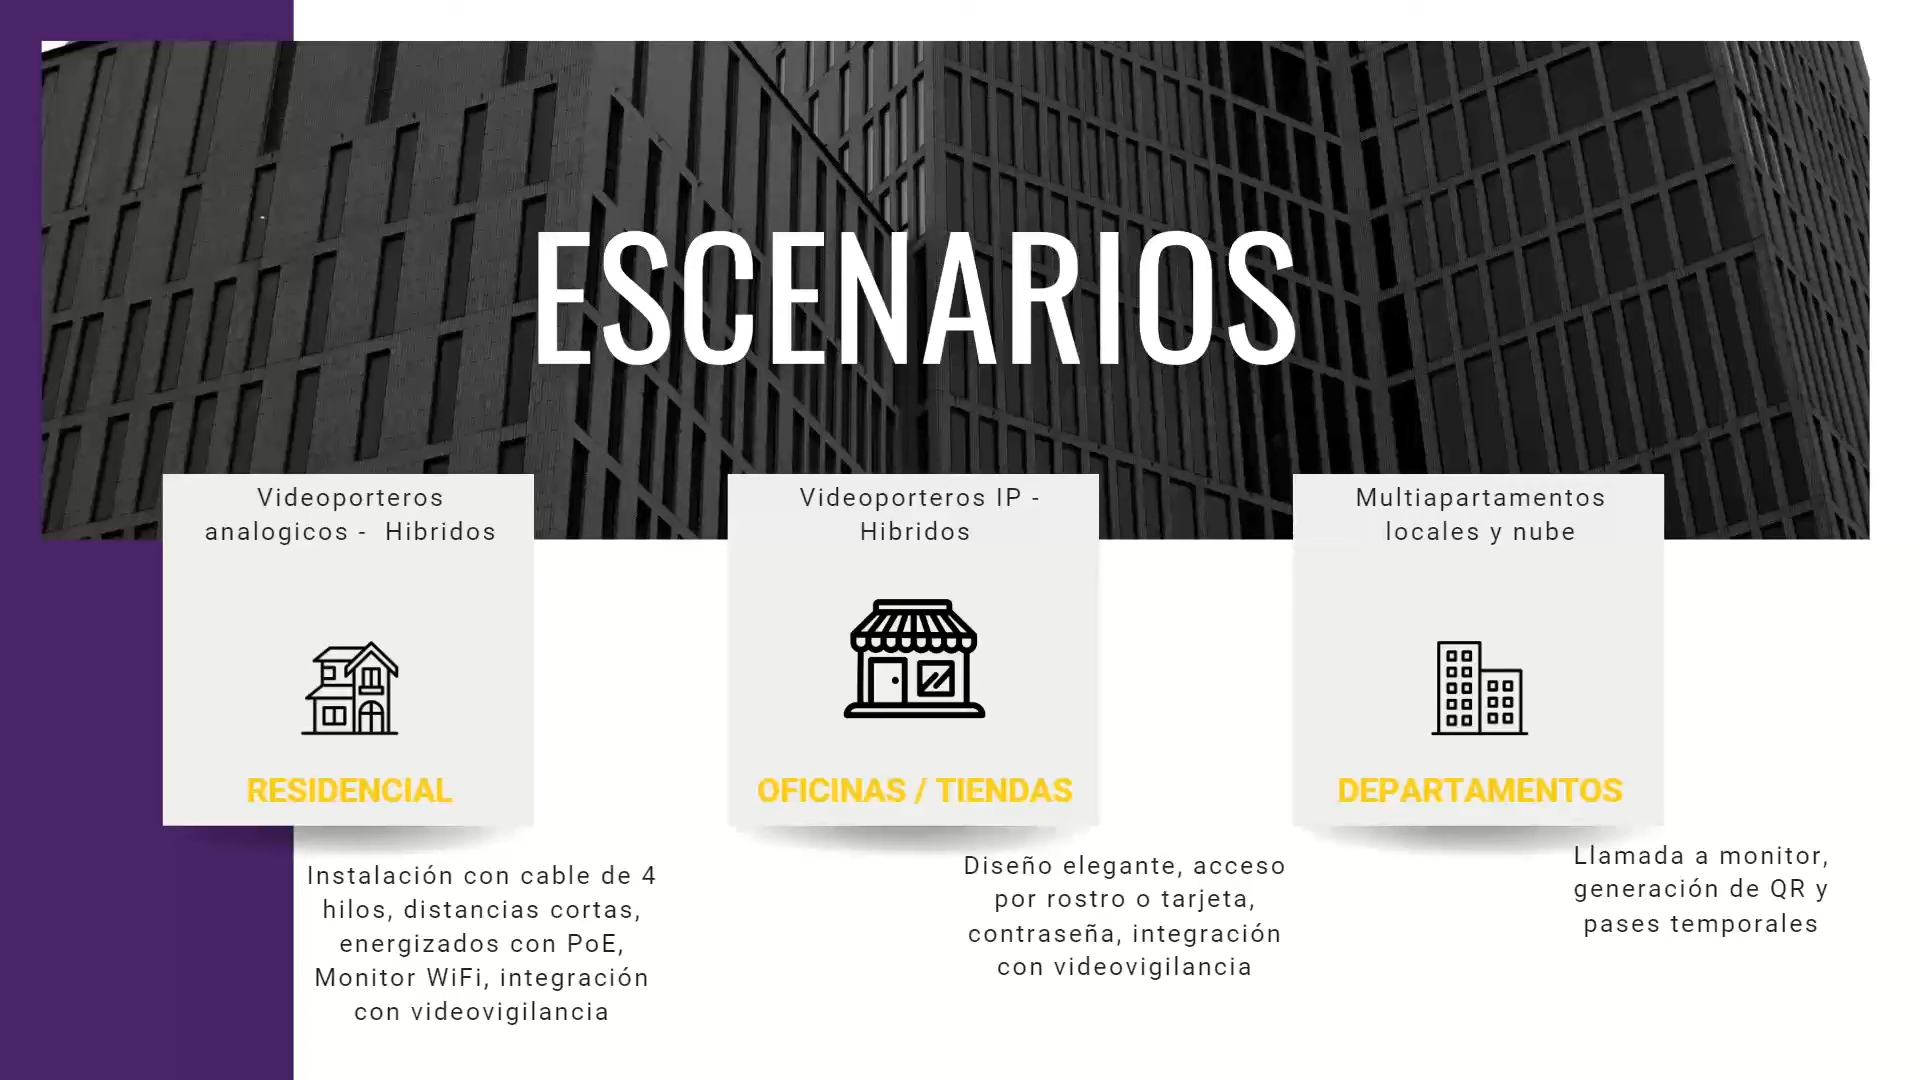 ESCENARIOS
Videoporteros
analogicos - Hibridos
RESIDENCIAL
Instalación con cable de 4
hilos, distancias cortas,
energizados con PoE,
Monitor WiFi, integración
con videovigilancia
Videoporteros IP -
Hibridos
OFICINAS / TIENDAS
Diseño elegante, acceso
por rostro o tarjeta,
contraseña, integración
con videovigilancia
Multiapartamentos
locales y nube
DEPARTAMENTOS
Llamada a monitor,
generación de QR y
pases temporales